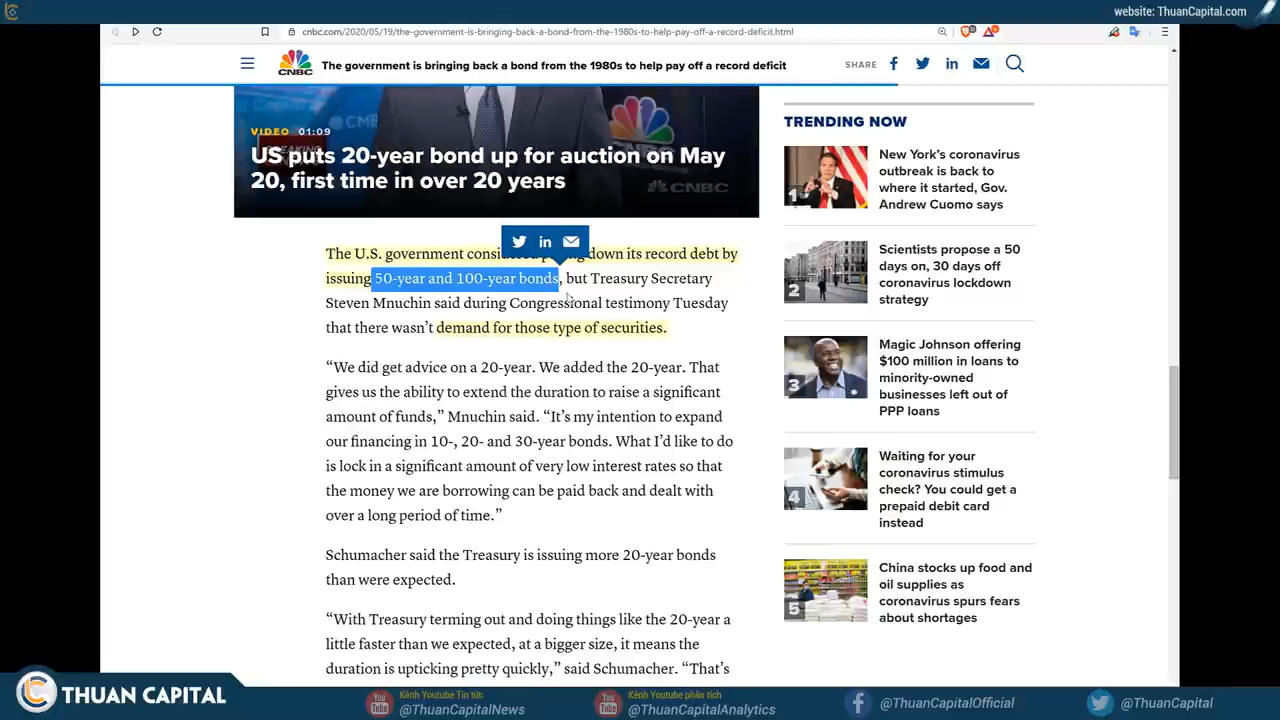 website: ThuanCapital.com
cnbc.com/2020/05/19/the-government-is-bringing-back-a-bond-from-the-1980s-to-help-pay-off-a-record-deficit.html
CNBC
The government is bringing back a bond from the 1980s to help pay off a record deficit
SHARE
VIDEO 01:09
US puts 20-year bond up for auction on May
20, first time in over 20 years
CNBC
The U.S. government down its record debt by
issuing 50-year and 100-year bonds, but Treasury Secretary
Steven Mnuchin said during Congressional testimony Tuesday
that there wasn’t demand for those type of securities.
“We did get advice on a 20-year. We added the 20-year. That
gives us the ability to extend the duration to raise a significant
amount of funds,” Mnuchin said. “It’s my intention to expand
our financing in 10-, 20- and 30-year bonds. What I’d like to do
is lock in a significant amount of very low interest rates so that
the money we are borrowing can be paid back and dealt with
over a long period of time.”
Schumacher said the Treasury is issuing more 20-year bonds
than were expected.
“With Treasury terming out and doing things like the 20-year a
little faster than we expected, at a bigger size, it means the
duration is upticking pretty quickly,” said Schumacher. “That’s
TRENDING NOW
1
New York’s coronavirus
outbreak is back to
where it started, Gov.
Andrew Cuomo says
2
Scientists propose a 50
days on, 30 days off
coronavirus lockdown
strategy
3
Magic Johnson offering
$100 million in loans to
minority-owned
businesses left out of
PPP loans
4
Waiting for your
coronavirus stimulus
check? You could get a
prepaid debit card
instead
5
China stocks up food and
oil supplies as
coronavirus spurs fears
about shortages
THUAN CAPITAL
You Tube
Kênh Youtube Tin tức:
@ThuanCapitalNews
You Tube
Kênh Youtube phân tích
@ThuanCapitalAnalytics
@ThuanCapitalOfficial
@ThuanCapital